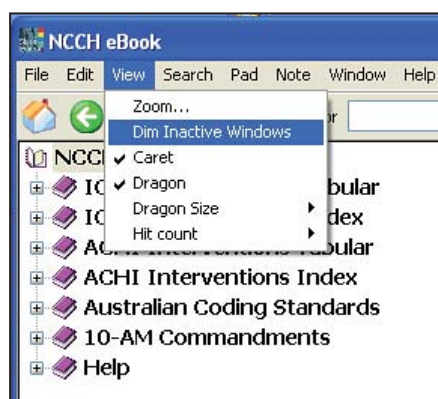 NCCH eBook
File Edit View Search Pad Note Window Help
Zoom...
Dim Inactive Windows
Caret
Dragon
Dragon Size
Hit count
ACHI Interventions Index
Australian Coding Standards
10-AM Commandments
Help